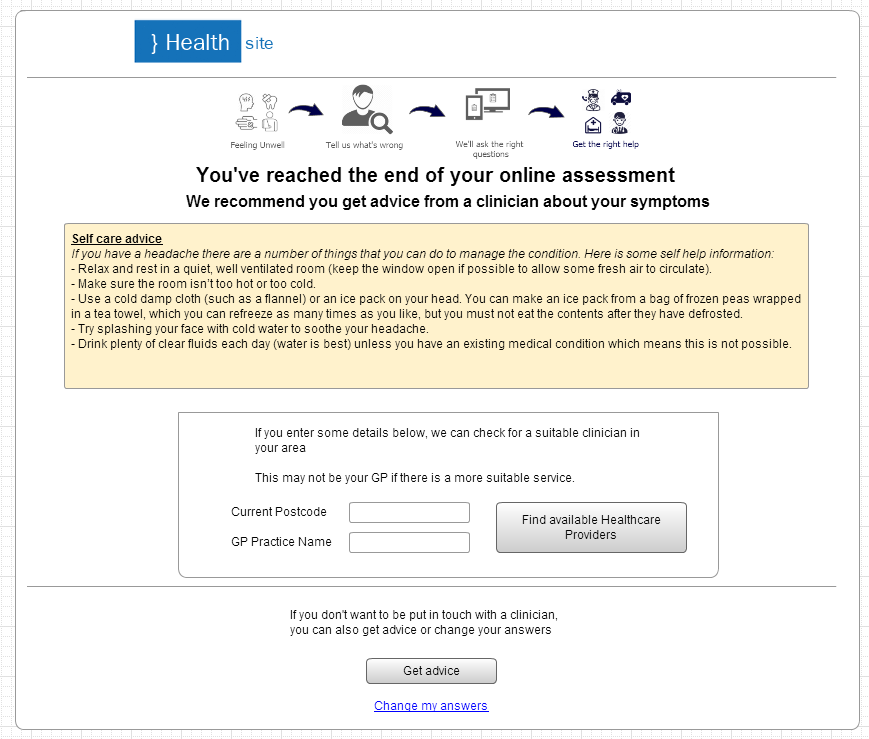 } Health site
Feeling Unwell
Tell us what's wrong
We'll ask the right
questions
Get the right help
You've reached the end of your online assessment
We recommend you get advice from a clinician about your symptoms
Self care advice
If you have a headache there are a number of things that you can do to manage the condition. Here is some self help information:
- Relax and rest in a quiet, well ventilated room (keep the window open if possible to allow some fresh air to circulate).
- Make sure the room isn't too hot or too cold.
- Use a cold damp cloth (such as a flannel) or an ice pack on your head. You can make an ice pack from a bag of frozen peas wrapped
in a tea towel, which you can refreeze as many times as you like, but you must not eat the contents after they have defrosted.
- Try splashing your face with cold water to soothe your headache.
- Drink plenty of clear fluids each day (water is best) unless you have an existing medical condition which means this is not possible.
If you enter some details below, we can check for a suitable clinician in
your area
This may not be your GP if there is a more suitable service.
Current Postcode
GP Practice Name
Find available Healthcare
Providers
If you don't want to be put in touch with a clinician,
you can also get advice or change your answers
Get advice
Change my answers